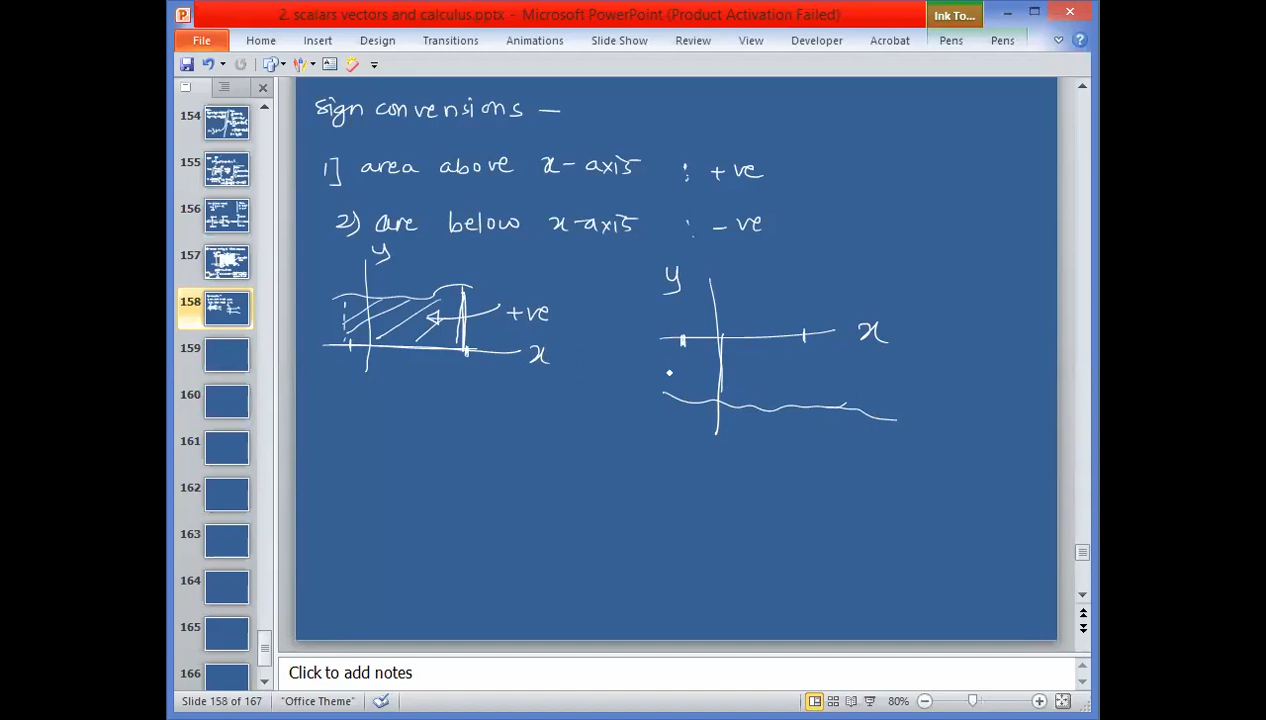 2. scalars vectors and calculus.pptx - Microsoft PowerPoint (Product Activation Failed)
Ink To...
File Home Insert Design Transitions Animations Slide Show Review View Developer Acrobat Pens Pens
sign convensions —
1] area above x-axis : +ve
2) are below x-axis : -ve
y
y
+ve
x
x
154
155
156
157
158
159
160
161
162
163
164
165
166
Click to add notes
Slide 158 of 167 "Office Theme" 80%